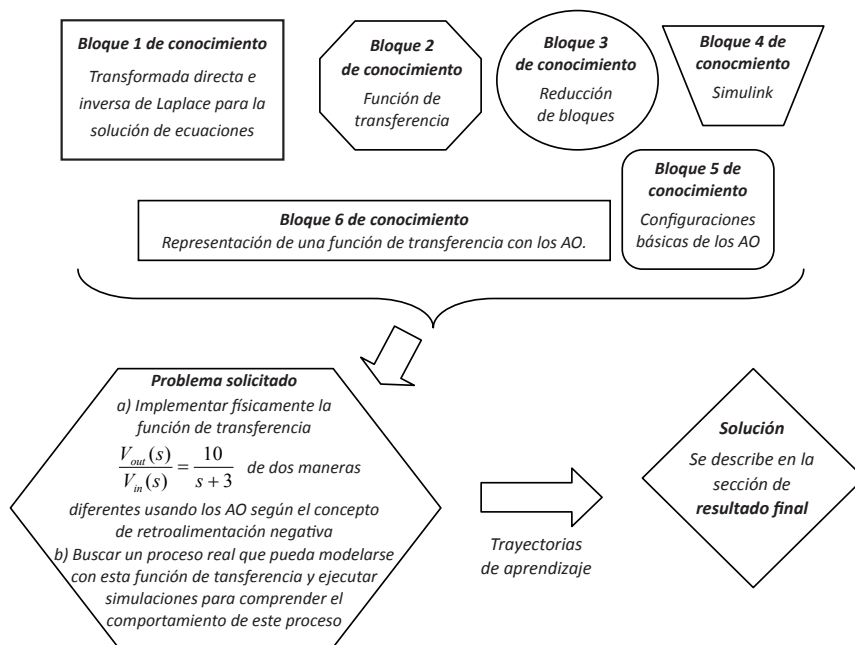 Bloque 1 de conocimiento
Transformada directa e
inversa de Laplace para la
solución de ecuaciones
Bloque 2
de conocimiento
Función de
transferencia
Bloque 3
de conocimiento
Reducción
de bloques
Bloque 4 de
conocmiento
Simulink
Bloque 5 de
conocimiento
Configuraciones
básicas de los AO
Bloque 6 de conocimiento
Representación de una función de transferencia con los AO.
Problema solicitado
a) Implementar físicamente la
función de transferencia
V_out(s)/V_in(s) = 10/(s+3) de dos maneras
diferentes usando los AO según el concepto
de retroalimentación negativa
b) Buscar un proceso real que pueda modelarse
con esta función de tansferencia y ejecutar
simulaciones para comprender el
comportamiento de este proceso
Trayectorias
de aprendizaje
Solución
Se describe en la
sección de
resultado final